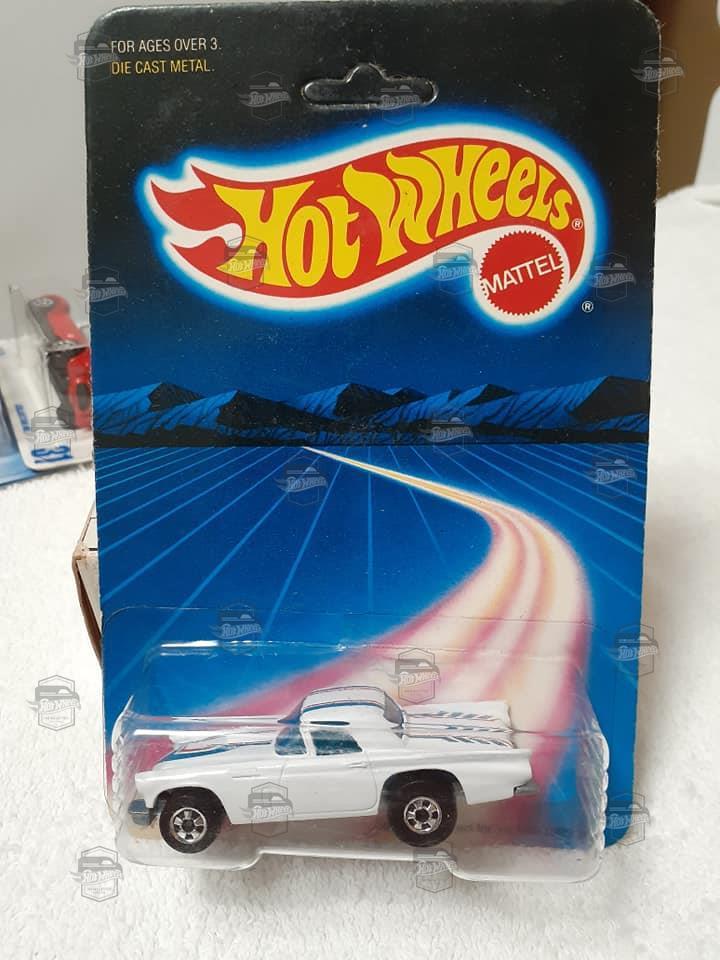 FOR AGES OVER 3.
DIE CAST METAL.
HOT WHEELS®
MATTEL
®